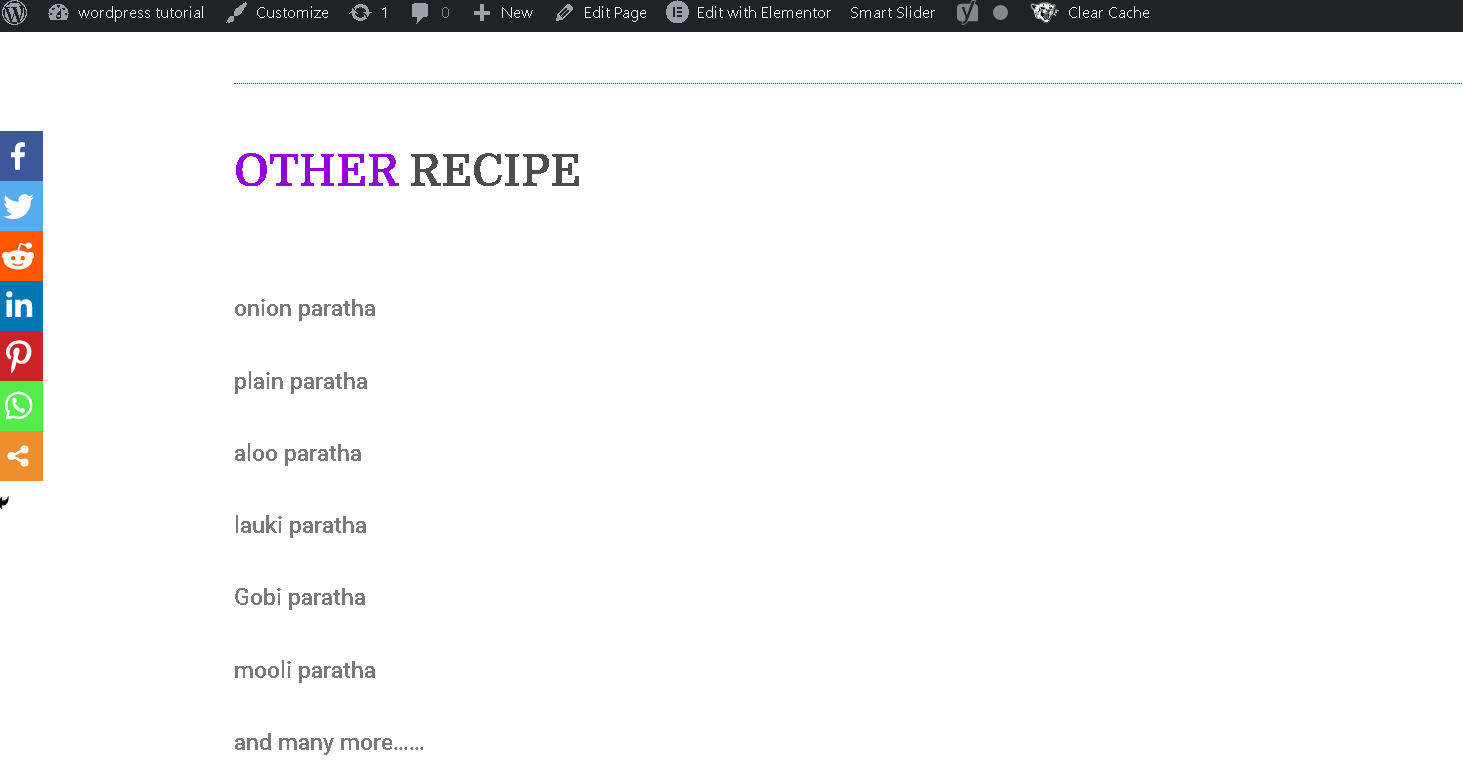 wordpress tutorial Customize 1 0 New Edit Page Edit with Elementor Smart Slider Clear Cache
OTHER RECIPE
onion paratha
plain paratha
aloo paratha
lauki paratha
Gobi paratha
mooli paratha
and many more......